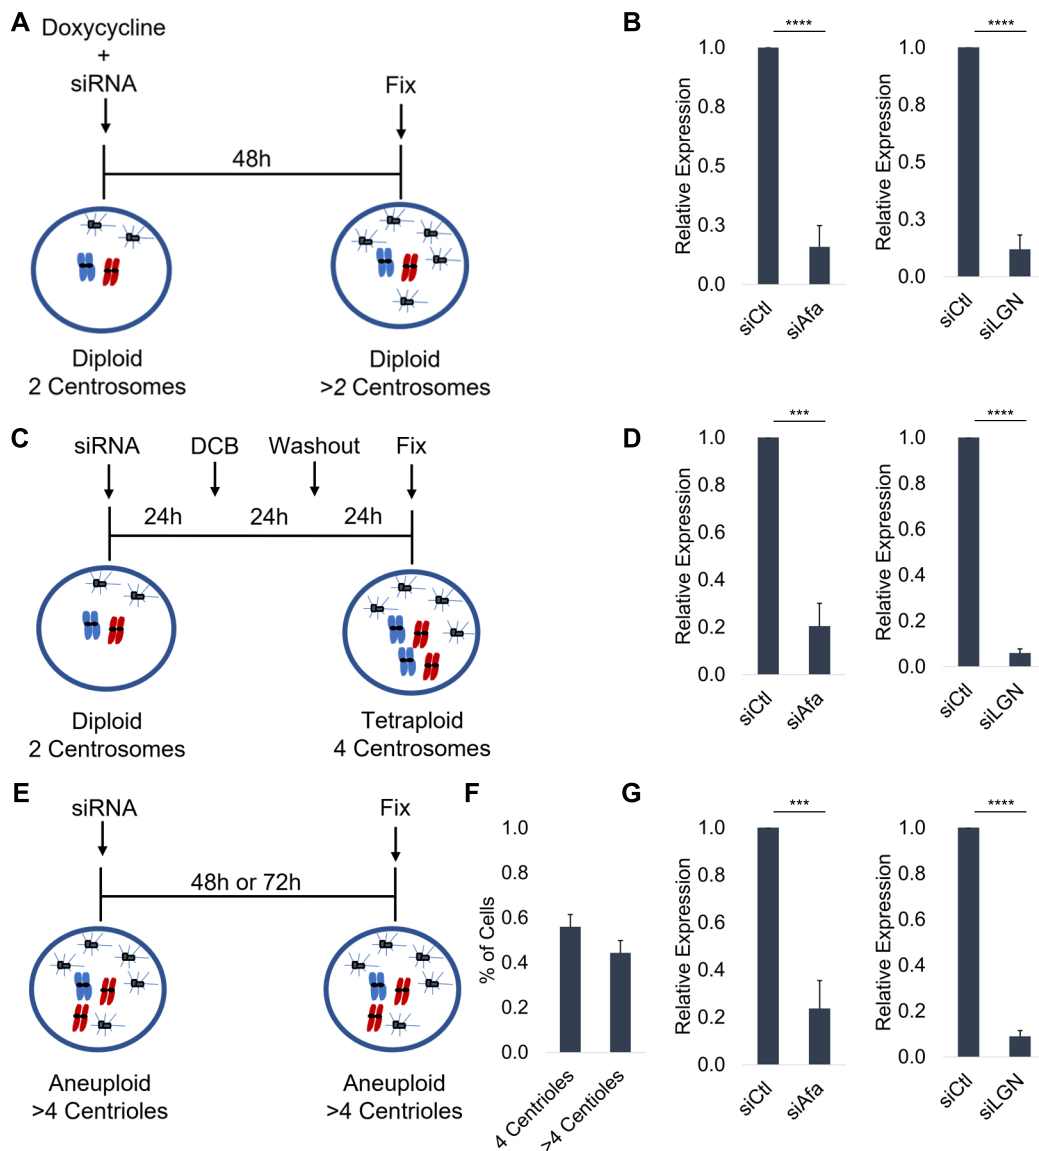 A
Doxycycline
+
siRNA
Fix
48h
Diploid
2 Centrosomes
Diploid
>2 Centrosomes
B
Relative Expression
1.0
0.8
0.5
0.3
0.0
****
siCtl
siAfa
Relative Expression
1.0
0.8
0.5
0.3
0.0
****
siCtl
siLGN
C
siRNA
DCB
Washout
Fix
24h
24h
24h
Diploid
2 Centrosomes
Tetraploid
4 Centrosomes
D
Relative Expression
1.0
0.8
0.6
0.4
0.2
0.0
***
siCtl
siAfa
Relative Expression
1.0
0.8
0.6
0.4
0.2
0.0
****
siCtl
siLGN
E
siRNA
Fix
48h or 72h
Aneuploid
>4 Centrioles
Aneuploid
>4 Centrioles
F
% of Cells
1.0
0.8
0.6
0.4
0.2
0.0
4 Centrioles
>4 Centioles
G
Relative Expression
1.0
0.8
0.6
0.4
0.2
0.0
***
siCtl
siAfa
Relative Expression
1.0
0.8
0.6
0.4
0.2
0.0
****
siCtl
siLGN